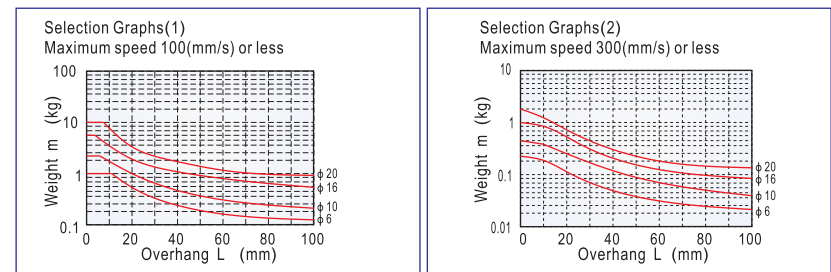 Selection Graphs(1)
Maximum speed 100(mm/s) or less
100
10
1
0.1
Weight m (kg)
0
20
40
60
80
100
Overhang L (mm)
ϕ20
ϕ16
ϕ10
ϕ6
Selection Graphs(2)
Maximum speed 300(mm/s) or less
10
1
0.1
0.01
Weight m (kg)
0
20
40
60
80
100
Overhang L (mm)
ϕ20
ϕ16
ϕ10
ϕ6